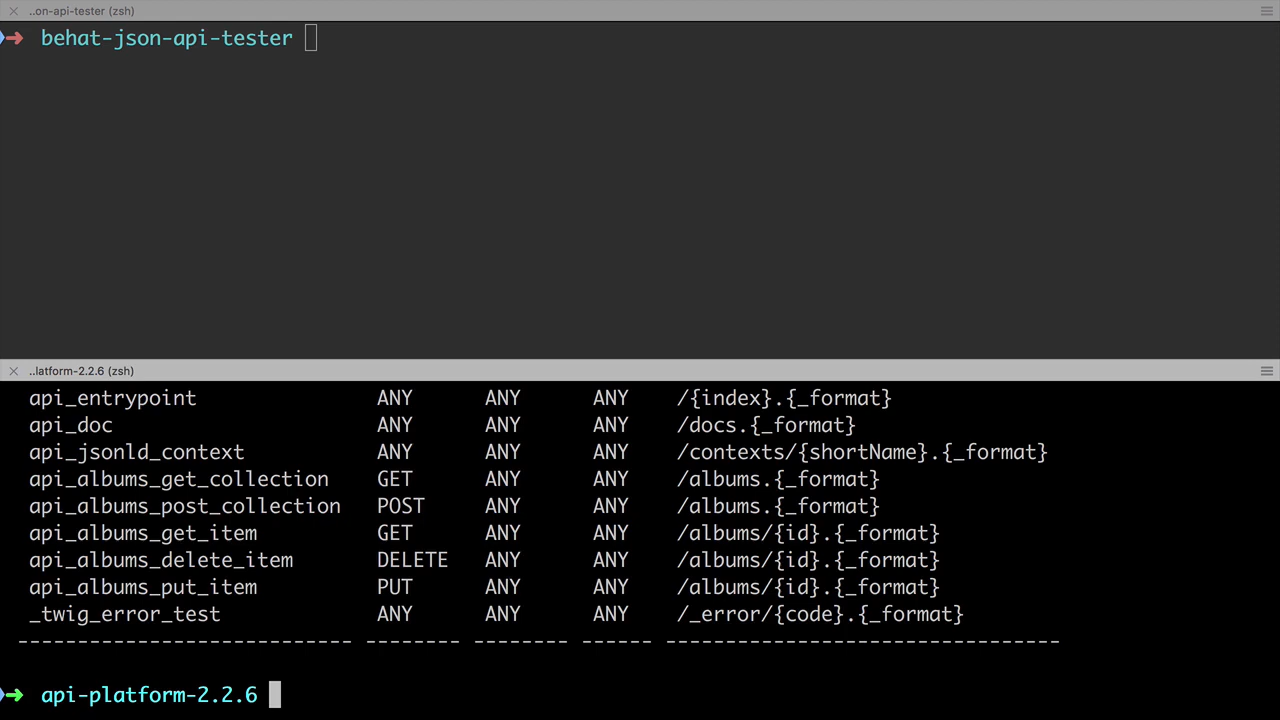 ..on-api-tester (zsh)
➜ behat-json-api-tester
..latform-2.2.6 (zsh)
api_entrypoint ANY ANY ANY /{index}.{_format}
api_doc ANY ANY ANY /docs.{_format}
api_jsonld_context ANY ANY ANY /contexts/{shortName}.{_format}
api_albums_get_collection GET ANY ANY /albums.{_format}
api_albums_post_collection POST ANY ANY /albums.{_format}
api_albums_get_item GET ANY ANY /albums/{id}.{_format}
api_albums_delete_item DELETE ANY ANY /albums/{id}.{_format}
api_albums_put_item PUT ANY ANY /albums/{id}.{_format}
_twig_error_test ANY ANY ANY /_error/{code}.{_format}
--------------------------- -------- -------- ------ ---------------------------------
➜ api-platform-2.2.6